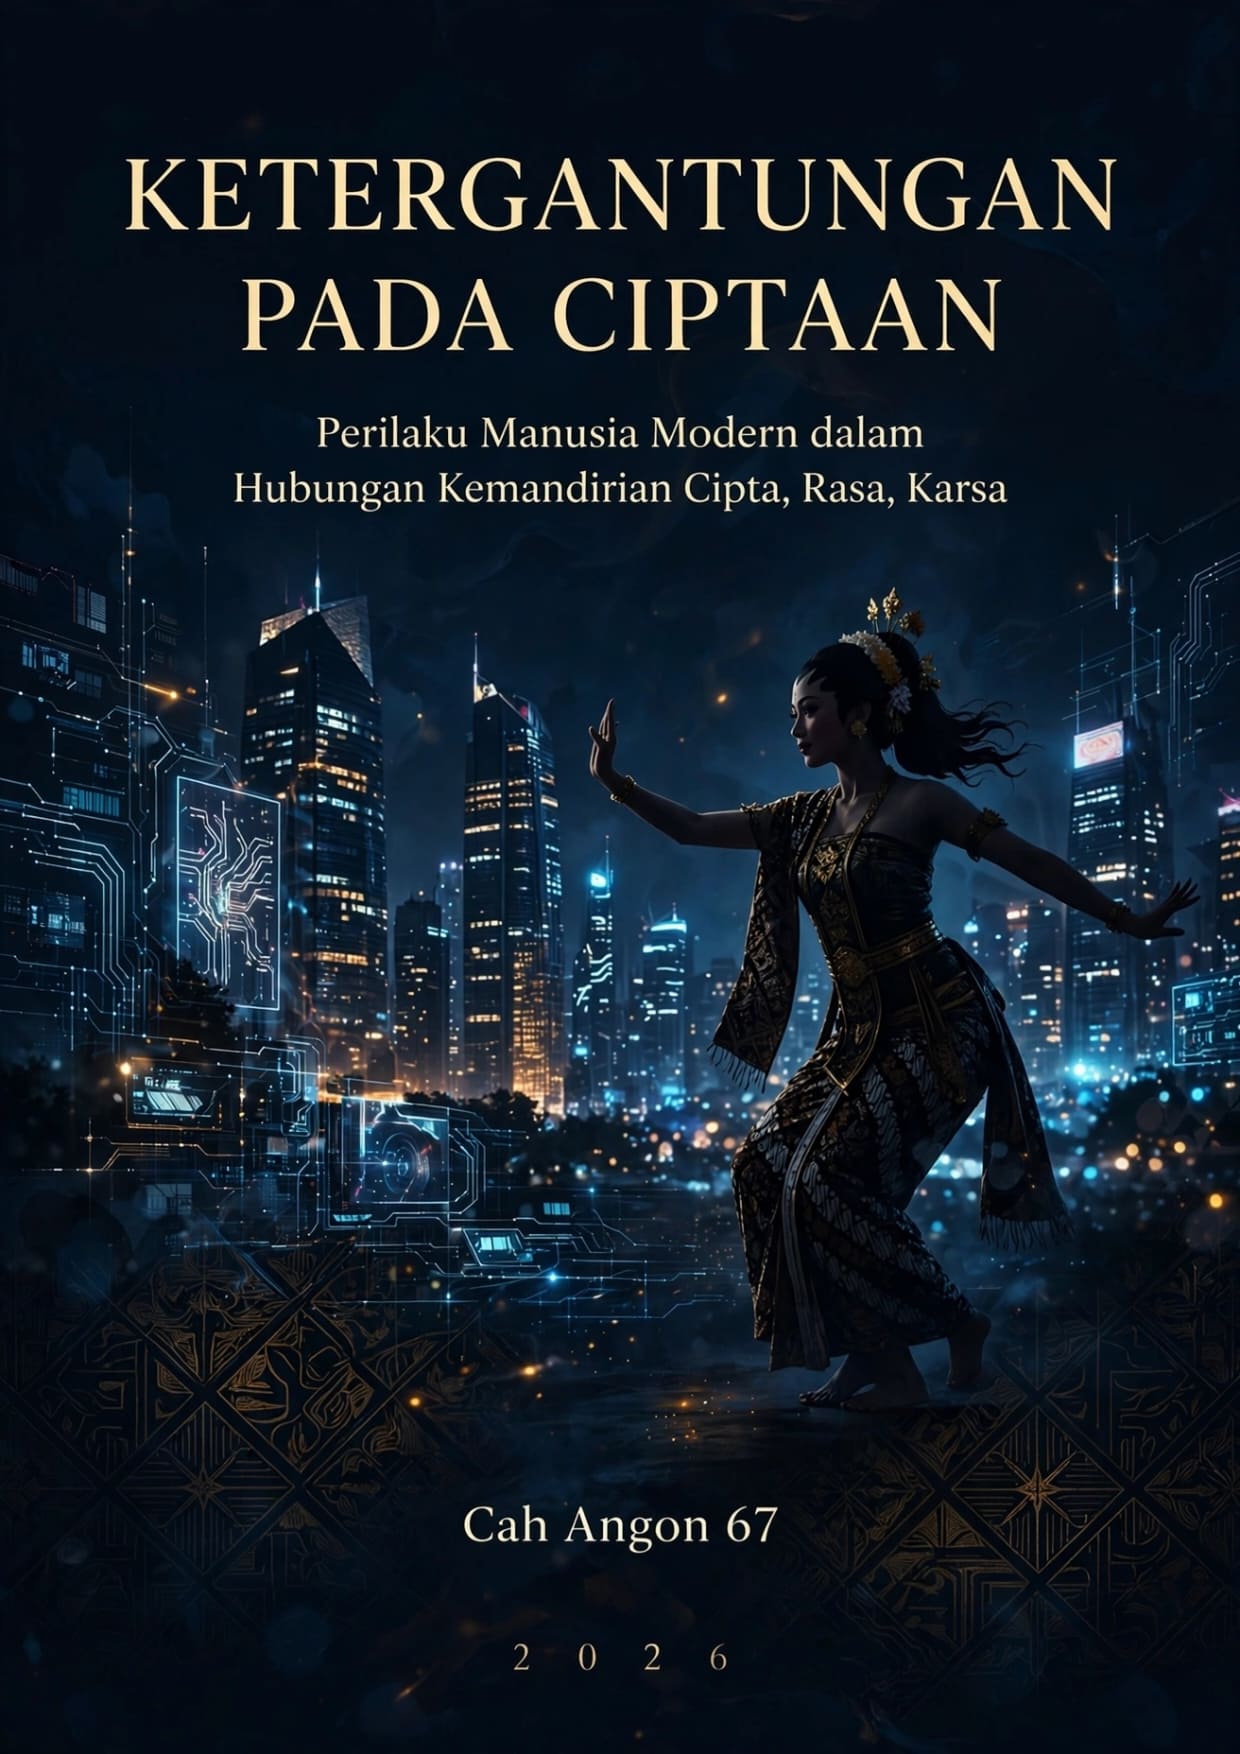 KETERGANTUNGAN
PADA CIPTAAN
Perilaku Manusia Modern dalam
Hubungan Kemandirian Cipta, Rasa, Karsa
Cah Angon 67
2 0 2 6